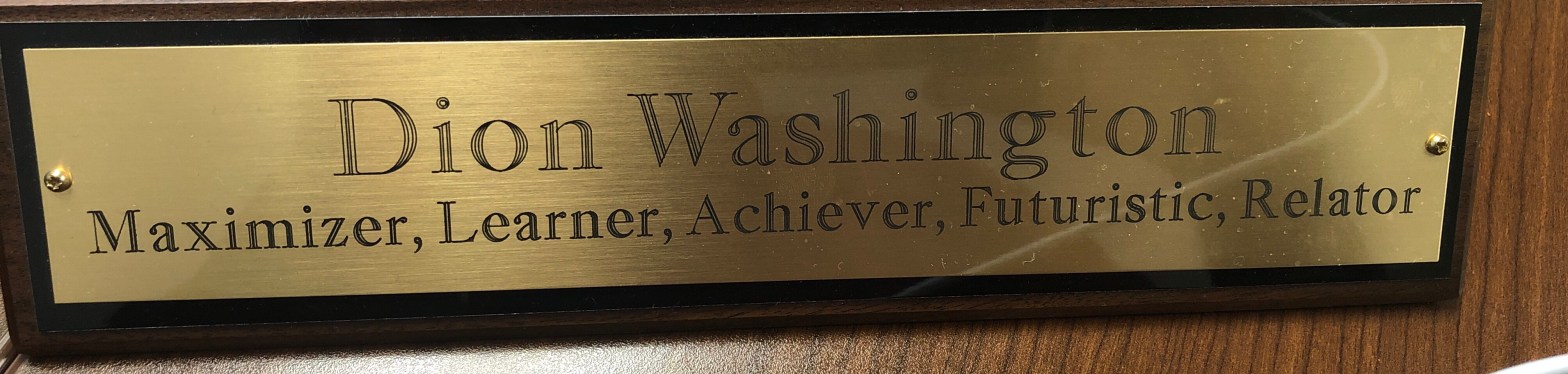 Dion Washington
Maximizer, Learner, Achiever, Futuristic, Relator